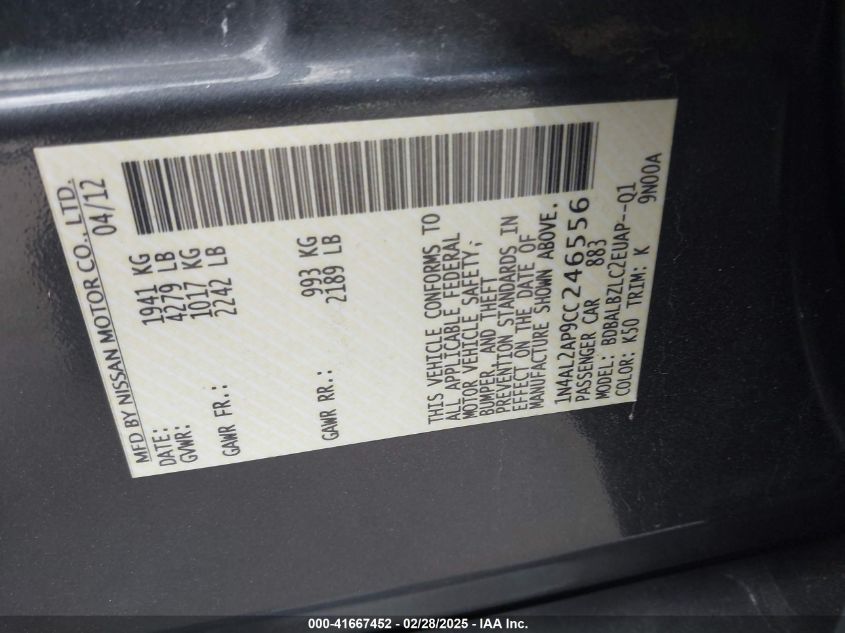 MFD BY NISSAN MOTOR CO., LTD.
DATE: 04/12
GVWR: 1941 KG
4279 LB
GAWR FR.: 1017 KG
2242 LB
GAWR RR.: 993 KG
2189 LB
THIS VEHICLE CONFORMS TO
ALL APPLICABLE FEDERAL
MOTOR VEHICLE SAFETY,
BUMPER, AND THEFT
PREVENTION STANDARDS IN
EFFECT ON THE DATE OF
MANUFACTURE SHOWN ABOVE.
1N4AL2AP9CC246556
PASSENGER CAR 883
MODEL: BDBALBZLC2EUAP--Q1
COLOR: K50 TRIM: K 9N00A
000-41667452 - 02/28/2025 - IAA Inc.